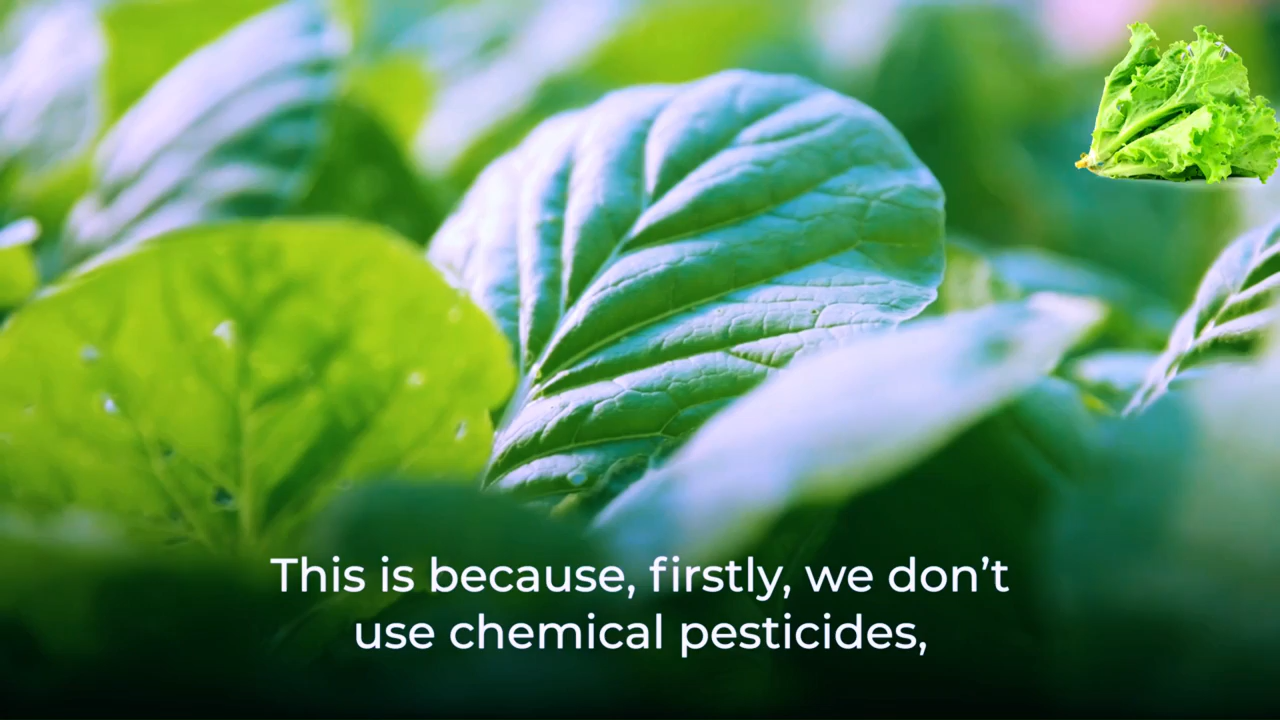 This is because, firstly, we don’t
use chemical pesticides,